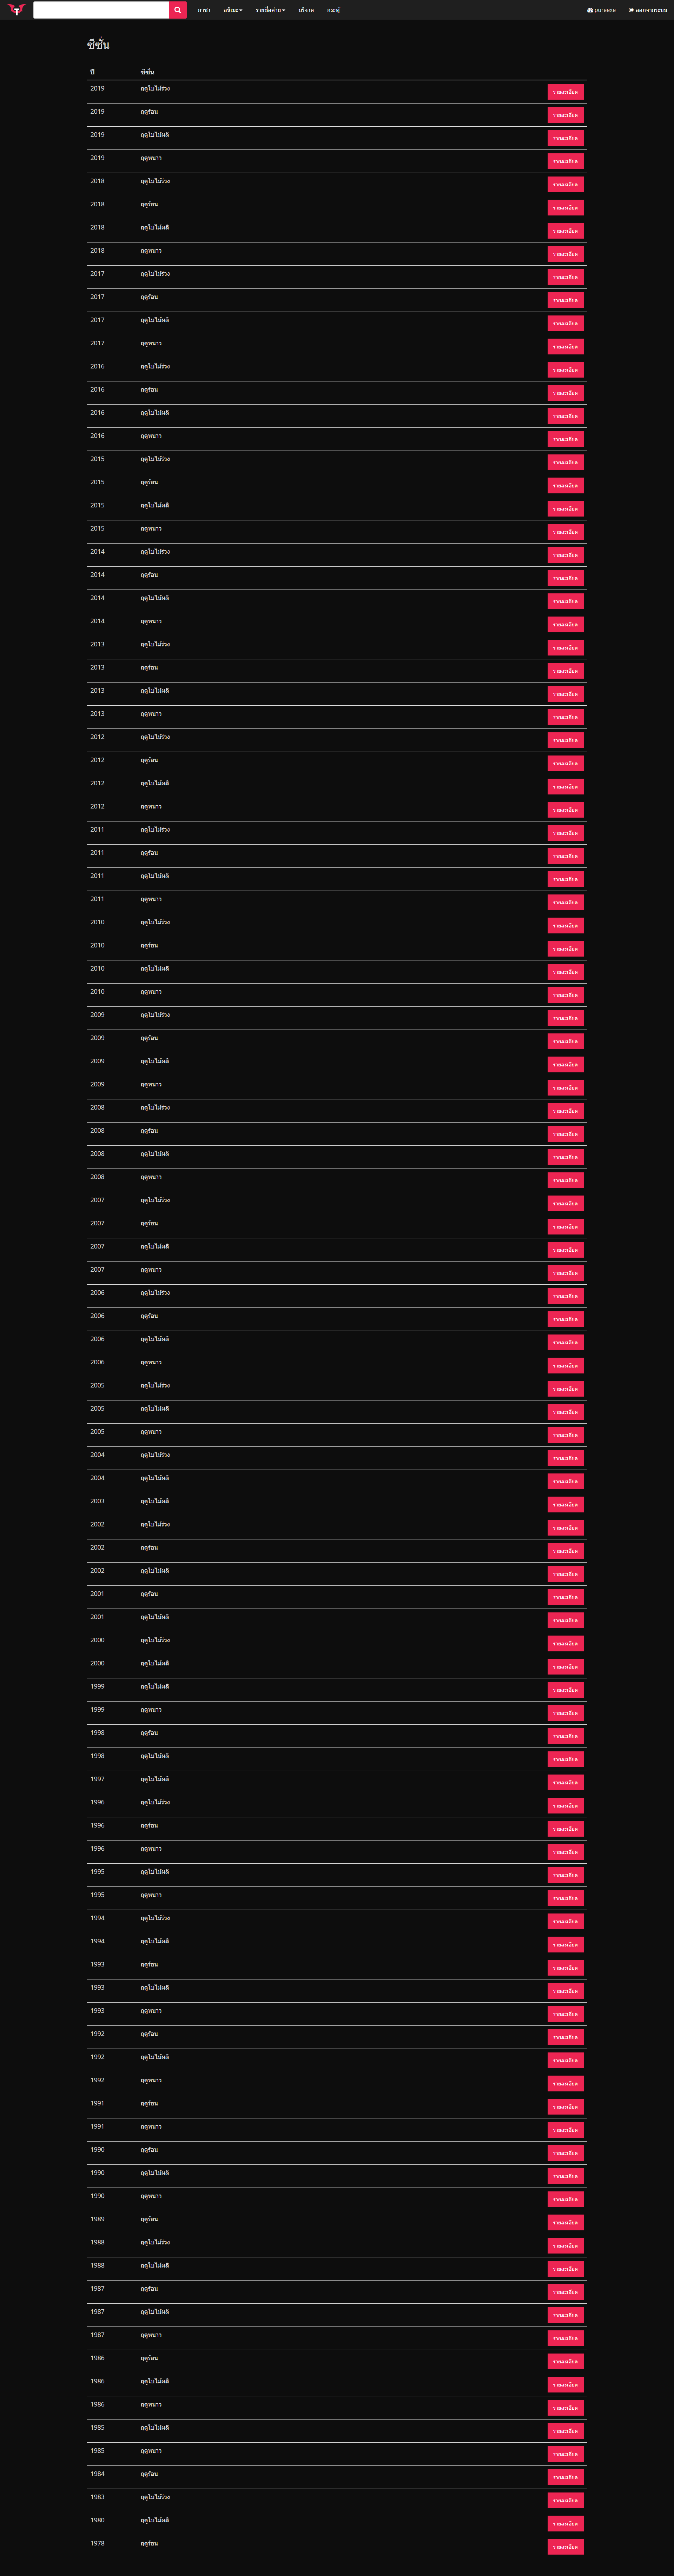 T
กาชา อนิเมะ รายชื่อค่าย บริจาค กระทู้ pureexe ออกจากระบบ
ซีซั่น
ปี ซีซั่น
2019 ฤดูใบไม้ร่วง รายละเอียด
2019 ฤดูร้อน รายละเอียด
2019 ฤดูใบไม้ผลิ รายละเอียด
2019 ฤดูหนาว รายละเอียด
2018 ฤดูใบไม้ร่วง รายละเอียด
2018 ฤดูร้อน รายละเอียด
2018 ฤดูใบไม้ผลิ รายละเอียด
2018 ฤดูหนาว รายละเอียด
2017 ฤดูใบไม้ร่วง รายละเอียด
2017 ฤดูร้อน รายละเอียด
2017 ฤดูใบไม้ผลิ รายละเอียด
2017 ฤดูหนาว รายละเอียด
2016 ฤดูใบไม้ร่วง รายละเอียด
2016 ฤดูร้อน รายละเอียด
2016 ฤดูใบไม้ผลิ รายละเอียด
2016 ฤดูหนาว รายละเอียด
2015 ฤดูใบไม้ร่วง รายละเอียด
2015 ฤดูร้อน รายละเอียด
2015 ฤดูใบไม้ผลิ รายละเอียด
2015 ฤดูหนาว รายละเอียด
2014 ฤดูใบไม้ร่วง รายละเอียด
2014 ฤดูร้อน รายละเอียด
2014 ฤดูใบไม้ผลิ รายละเอียด
2014 ฤดูหนาว รายละเอียด
2013 ฤดูใบไม้ร่วง รายละเอียด
2013 ฤดูร้อน รายละเอียด
2013 ฤดูใบไม้ผลิ รายละเอียด
2013 ฤดูหนาว รายละเอียด
2012 ฤดูใบไม้ร่วง รายละเอียด
2012 ฤดูร้อน รายละเอียด
2012 ฤดูใบไม้ผลิ รายละเอียด
2012 ฤดูหนาว รายละเอียด
2011 ฤดูใบไม้ร่วง รายละเอียด
2011 ฤดูร้อน รายละเอียด
2011 ฤดูใบไม้ผลิ รายละเอียด
2011 ฤดูหนาว รายละเอียด
2010 ฤดูใบไม้ร่วง รายละเอียด
2010 ฤดูร้อน รายละเอียด
2010 ฤดูใบไม้ผลิ รายละเอียด
2010 ฤดูหนาว รายละเอียด
2009 ฤดูใบไม้ร่วง รายละเอียด
2009 ฤดูร้อน รายละเอียด
2009 ฤดูใบไม้ผลิ รายละเอียด
2009 ฤดูหนาว รายละเอียด
2008 ฤดูใบไม้ร่วง รายละเอียด
2008 ฤดูร้อน รายละเอียด
2008 ฤดูใบไม้ผลิ รายละเอียด
2008 ฤดูหนาว รายละเอียด
2007 ฤดูใบไม้ร่วง รายละเอียด
2007 ฤดูร้อน รายละเอียด
2007 ฤดูใบไม้ผลิ รายละเอียด
2007 ฤดูหนาว รายละเอียด
2006 ฤดูใบไม้ร่วง รายละเอียด
2006 ฤดูร้อน รายละเอียด
2006 ฤดูใบไม้ผลิ รายละเอียด
2006 ฤดูหนาว รายละเอียด
2005 ฤดูใบไม้ร่วง รายละเอียด
2005 ฤดูใบไม้ผลิ รายละเอียด
2005 ฤดูหนาว รายละเอียด
2004 ฤดูใบไม้ร่วง รายละเอียด
2004 ฤดูใบไม้ผลิ รายละเอียด
2003 ฤดูใบไม้ผลิ รายละเอียด
2002 ฤดูใบไม้ร่วง รายละเอียด
2002 ฤดูร้อน รายละเอียด
2002 ฤดูใบไม้ผลิ รายละเอียด
2001 ฤดูร้อน รายละเอียด
2001 ฤดูใบไม้ผลิ รายละเอียด
2000 ฤดูใบไม้ร่วง รายละเอียด
2000 ฤดูใบไม้ผลิ รายละเอียด
1999 ฤดูใบไม้ผลิ รายละเอียด
1999 ฤดูหนาว รายละเอียด
1998 ฤดูร้อน รายละเอียด
1998 ฤดูใบไม้ผลิ รายละเอียด
1997 ฤดูใบไม้ผลิ รายละเอียด
1996 ฤดูใบไม้ร่วง รายละเอียด
1996 ฤดูร้อน รายละเอียด
1996 ฤดูหนาว รายละเอียด
1995 ฤดูใบไม้ผลิ รายละเอียด
1995 ฤดูหนาว รายละเอียด
1994 ฤดูใบไม้ร่วง รายละเอียด
1994 ฤดูใบไม้ผลิ รายละเอียด
1993 ฤดูร้อน รายละเอียด
1993 ฤดูใบไม้ผลิ รายละเอียด
1993 ฤดูหนาว รายละเอียด
1992 ฤดูร้อน รายละเอียด
1992 ฤดูใบไม้ผลิ รายละเอียด
1992 ฤดูหนาว รายละเอียด
1991 ฤดูร้อน รายละเอียด
1991 ฤดูหนาว รายละเอียด
1990 ฤดูร้อน รายละเอียด
1990 ฤดูใบไม้ผลิ รายละเอียด
1990 ฤดูหนาว รายละเอียด
1989 ฤดูร้อน รายละเอียด
1988 ฤดูใบไม้ร่วง รายละเอียด
1988 ฤดูใบไม้ผลิ รายละเอียด
1987 ฤดูร้อน รายละเอียด
1987 ฤดูใบไม้ผลิ รายละเอียด
1987 ฤดูหนาว รายละเอียด
1986 ฤดูร้อน รายละเอียด
1986 ฤดูใบไม้ผลิ รายละเอียด
1986 ฤดูหนาว รายละเอียด
1985 ฤดูใบไม้ผลิ รายละเอียด
1985 ฤดูหนาว รายละเอียด
1984 ฤดูร้อน รายละเอียด
1983 ฤดูใบไม้ร่วง รายละเอียด
1980 ฤดูใบไม้ผลิ รายละเอียด
1978 ฤดูร้อน รายละเอียด